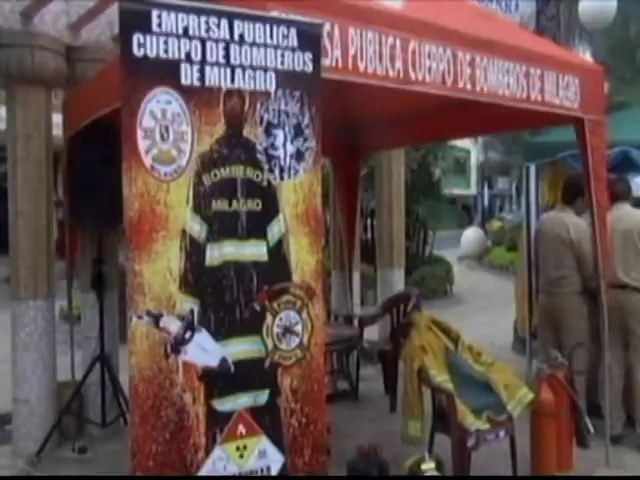 EMPRESA PUBLICA
CUERPO DE BOMBEROS
DE MILAGRO
SA PUBLICA CUERPO DE BOMBEROS DE MILAGRO
BOMBEROS
MILAGRO